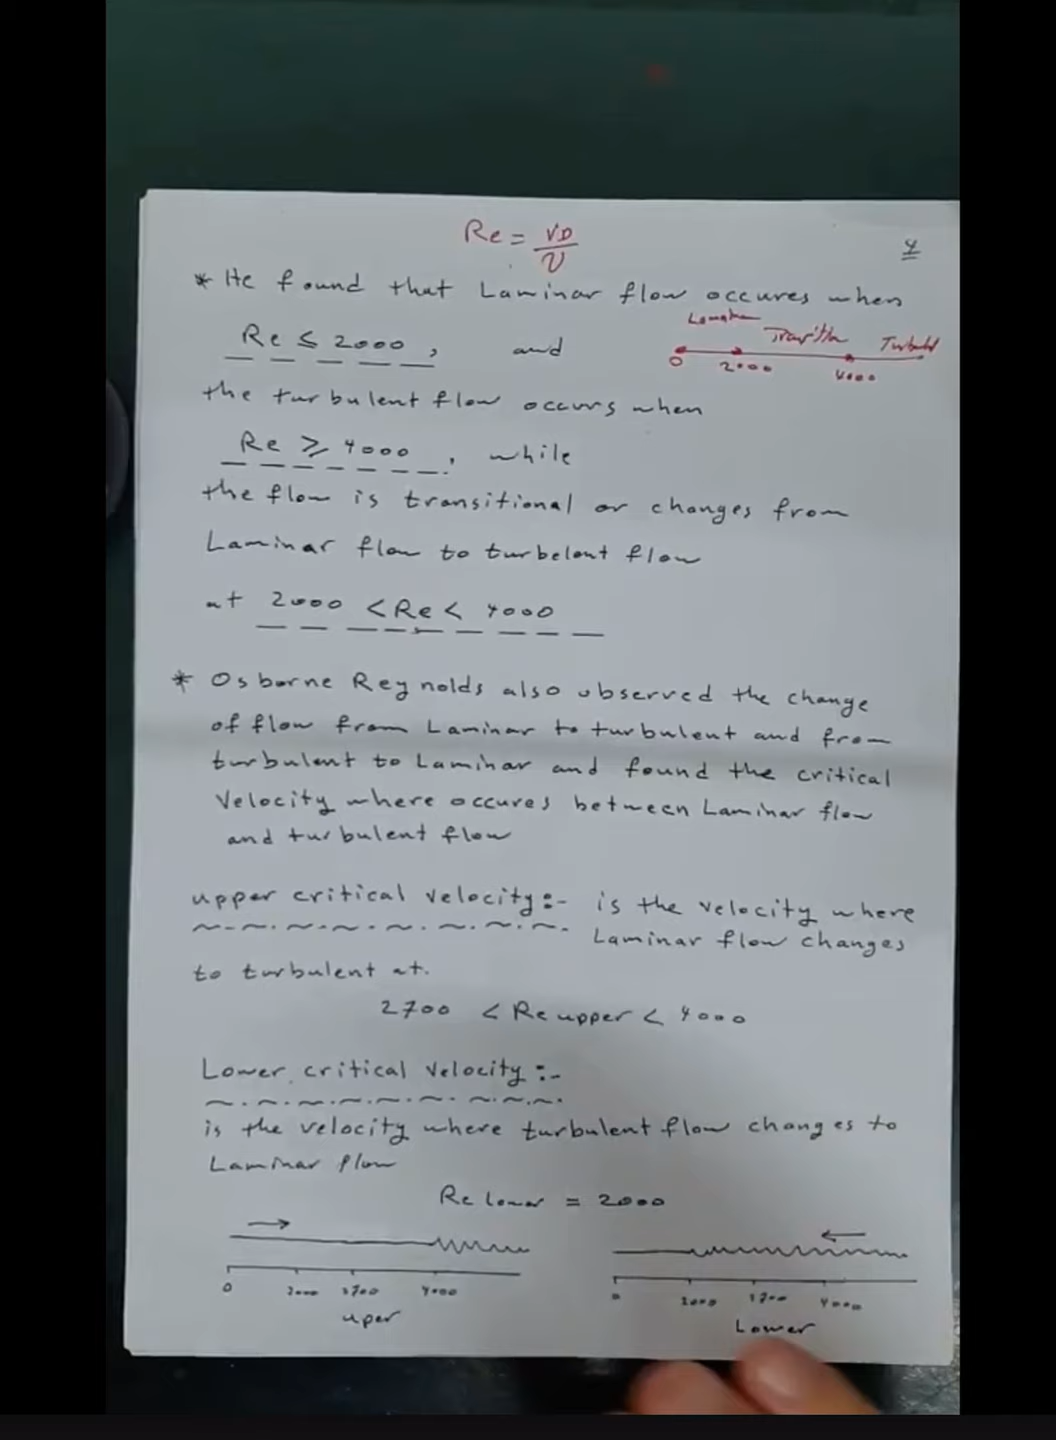 Re = VD/υ
4
* He found that Laminar flow occures when
Re ≤ 2000 , and
Laminar Transition Turbulent
0 2000 4000
the turbulent flow occurs when
Re ≥ 4000 , while
the flow is transitional or changes from
Laminar flow to turbelent flow
at 2000 < Re < 4000
* Osborne Reynolds also observed the change
of flow from Laminar to turbulent and from
turbulent to Laminar and found the critical
Velocity where occures between Laminar flow
and turbulent flow
upper critical velocity:- is the velocity where
Laminar flow changes
to turbulent at.
2700 < Re upper < 4000
Lower critical velocity:-
is the velocity where turbulent flow changes to
Laminar flow
Re lower = 2000
0 2000 2700 4000
uper
0 2000 2700 4000
Lower